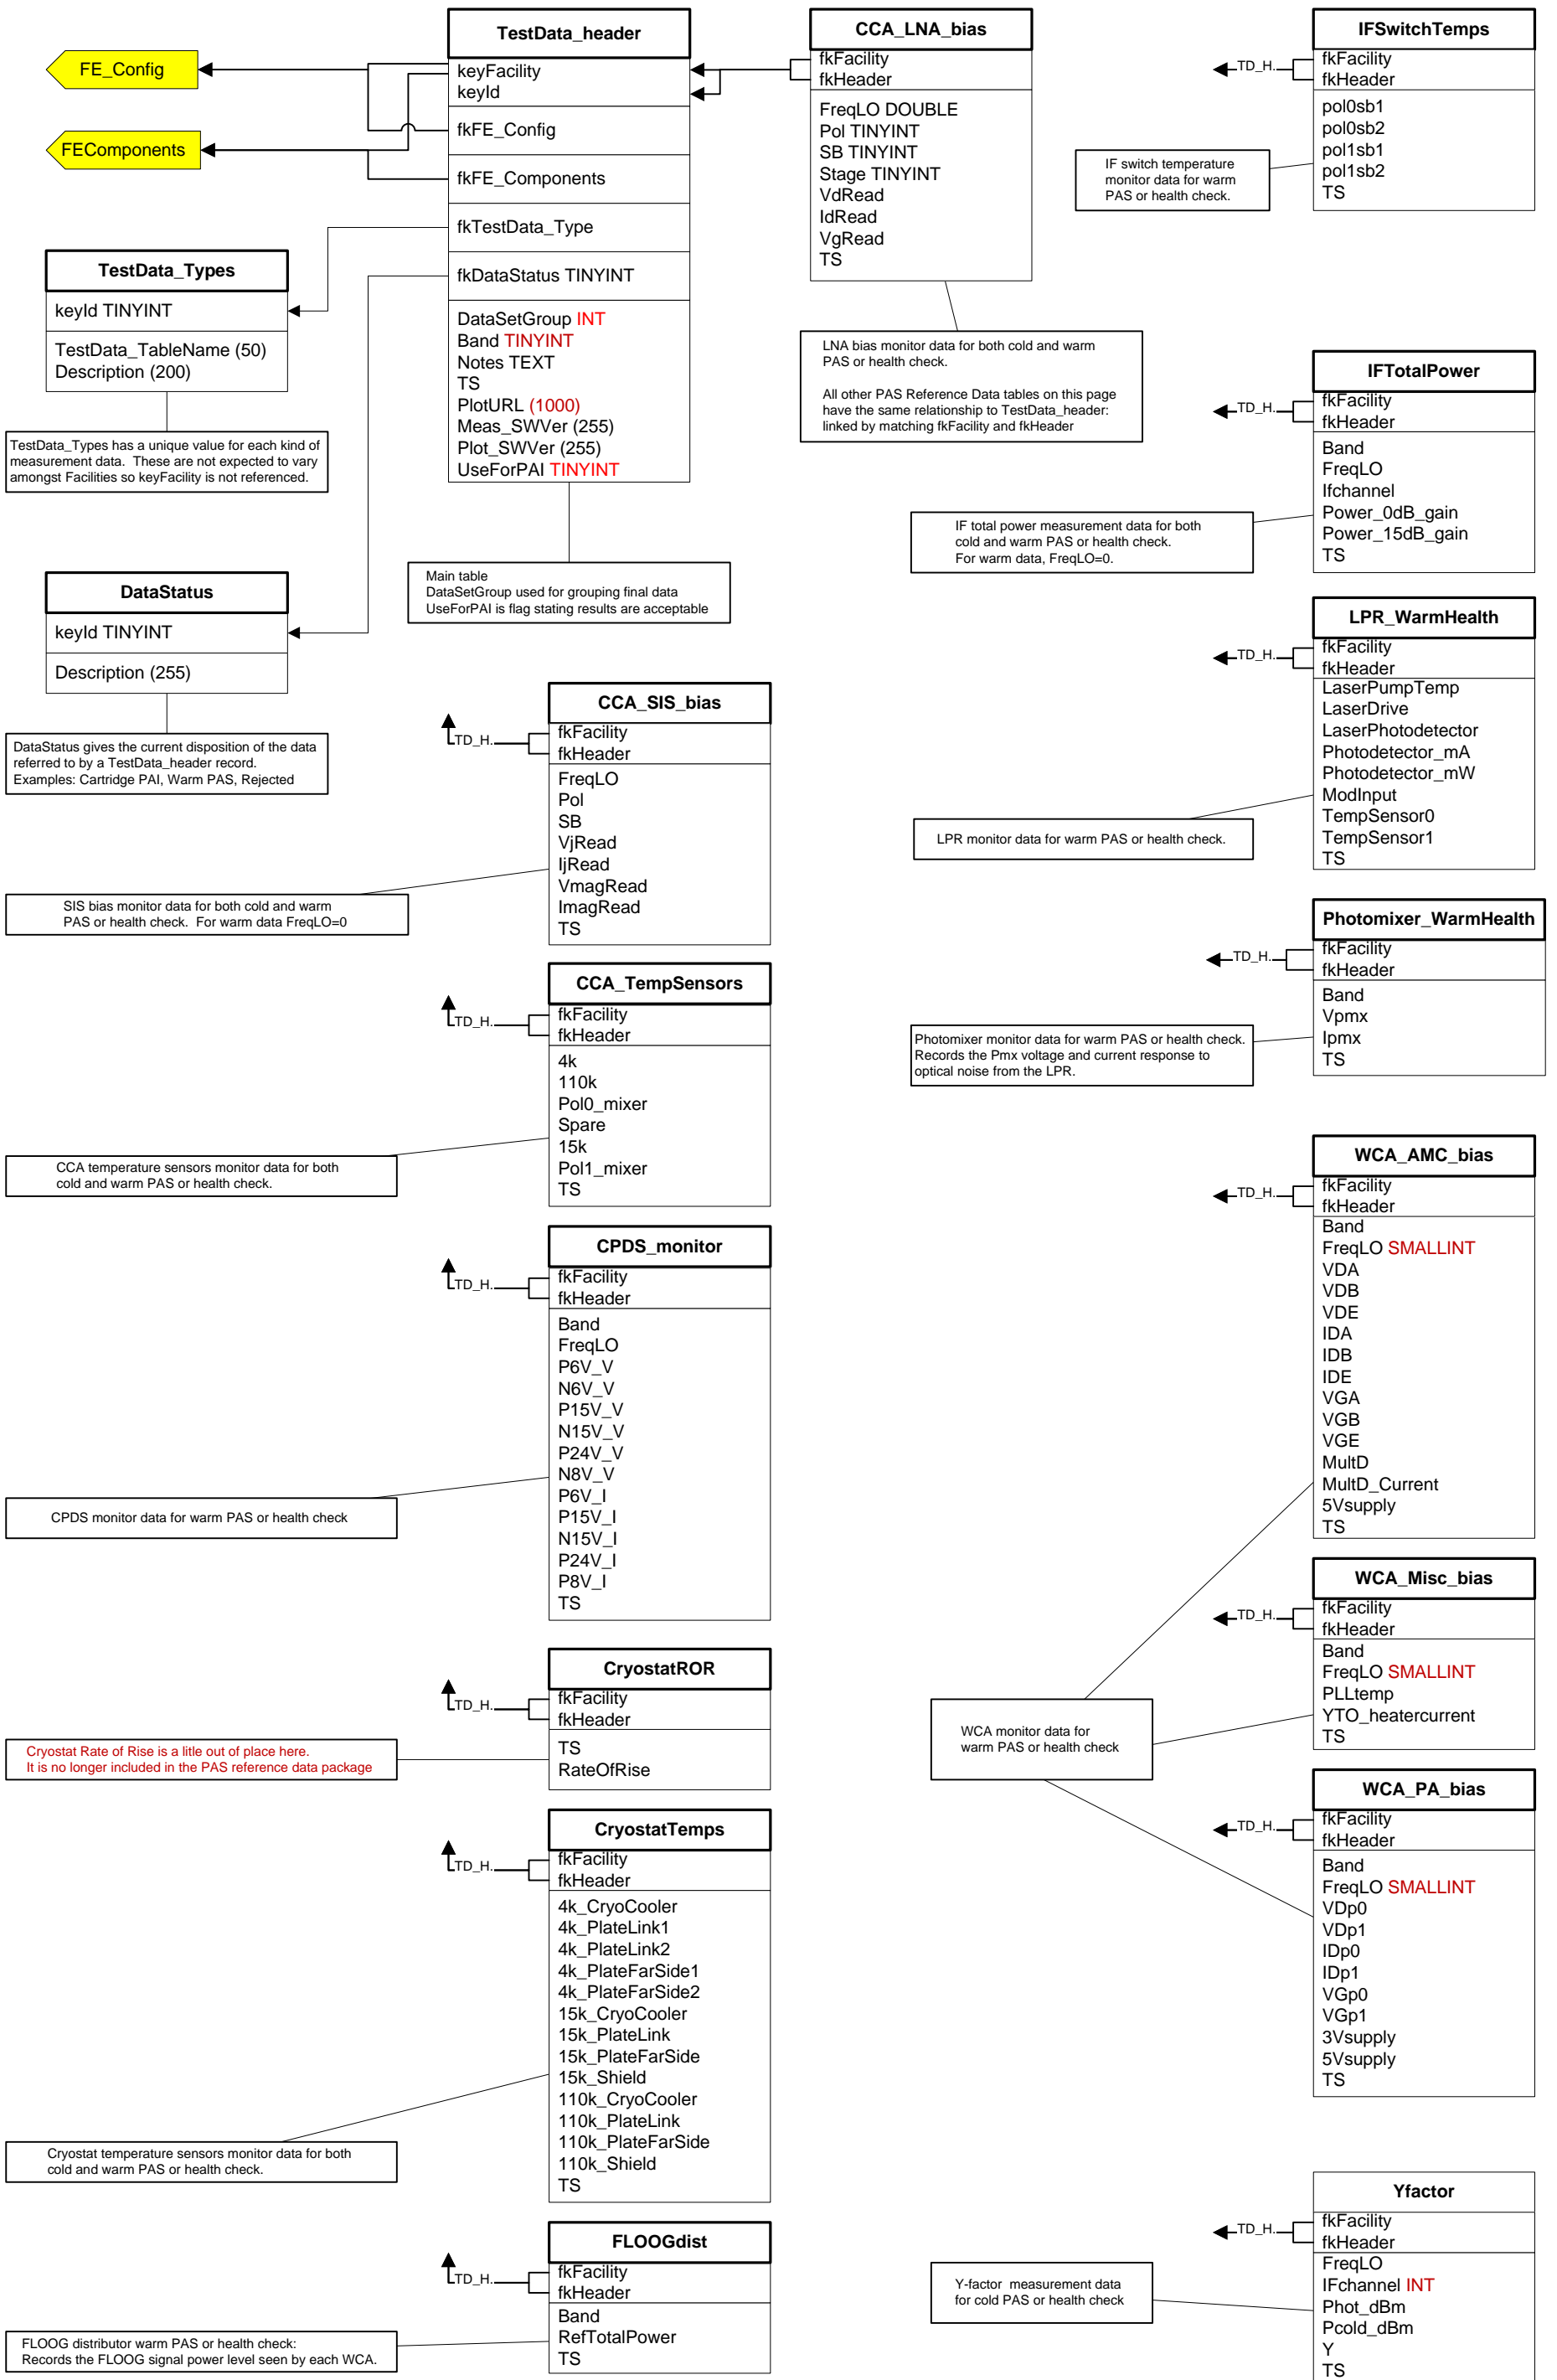 FE_Config
FEComponents
TestData_header
keyFacility
keyId
fkFE_Config
fkFE_Components
fkTestData_Type
fkDataStatus TINYINT
DataSetGroup INT
Band TINYINT
Notes TEXT
TS
PlotURL (1000)
Meas_SWVer (255)
Plot_SWVer (255)
UseForPAI TINYINT
Main table
DataSetGroup used for grouping final data
UseForPAI is flag stating results are acceptable
TestData_Types
keyId TINYINT
TestData_TableName (50)
Description (200)
TestData_Types has a unique value for each kind of
measurement data.  These are not expected to vary
amongst Facilities so keyFacility is not referenced.
DataStatus
keyId TINYINT
Description (255)
DataStatus gives the current disposition of the data
referred to by a TestData_header record.
Examples: Cartridge PAI, Warm PAS, Rejected
CCA_LNA_bias
fkFacility
fkHeader
FreqLO DOUBLE
Pol TINYINT
SB TINYINT
Stage TINYINT
VdRead
IdRead
VgRead
TS
LNA bias monitor data for both cold and warm
PAS or health check.
All other PAS Reference Data tables on this page
have the same relationship to TestData_header:
linked by matching fkFacility and fkHeader
CCA_SIS_bias
TD_H.
fkFacility
fkHeader
FreqLO
Pol
SB
VjRead
IjRead
VmagRead
ImagRead
TS
SIS bias monitor data for both cold and warm
PAS or health check.  For warm data FreqLO=0
CCA_TempSensors
TD_H.
fkFacility
fkHeader
4k
110k
Pol0_mixer
Spare
15k
Pol1_mixer
TS
CCA temperature sensors monitor data for both
cold and warm PAS or health check.
CPDS_monitor
TD_H.
fkFacility
fkHeader
Band
FreqLO
P6V_V
N6V_V
P15V_V
N15V_V
P24V_V
N8V_V
P6V_I
P15V_I
N15V_I
P24V_I
P8V_I
TS
CPDS monitor data for warm PAS or health check
CryostatROR
TD_H.
fkFacility
fkHeader
TS
RateOfRise
Cryostat Rate of Rise is a litle out of place here.
It is no longer included in the PAS reference data package
CryostatTemps
TD_H.
fkFacility
fkHeader
4k_CryoCooler
4k_PlateLink1
4k_PlateLink2
4k_PlateFarSide1
4k_PlateFarSide2
15k_CryoCooler
15k_PlateLink
15k_PlateFarSide
15k_Shield
110k_CryoCooler
110k_PlateLink
110k_PlateFarSide
110k_Shield
TS
Cryostat temperature sensors monitor data for both
cold and warm PAS or health check.
FLOOGdist
TD_H.
fkFacility
fkHeader
Band
RefTotalPower
TS
FLOOG distributor warm PAS or health check:
Records the FLOOG signal power level seen by each WCA.
IFSwitchTemps
TD_H.
fkFacility
fkHeader
pol0sb1
pol0sb2
pol1sb1
pol1sb2
TS
IF switch temperature
monitor data for warm
PAS or health check.
IFTotalPower
TD_H.
fkFacility
fkHeader
Band
FreqLO
Ifchannel
Power_0dB_gain
Power_15dB_gain
TS
IF total power measurement data for both
cold and warm PAS or health check.
For warm data, FreqLO=0.
LPR_WarmHealth
TD_H.
fkFacility
fkHeader
LaserPumpTemp
LaserDrive
LaserPhotodetector
Photodetector_mA
Photodetector_mW
ModInput
TempSensor0
TempSensor1
TS
LPR monitor data for warm PAS or health check.
Photomixer_WarmHealth
TD_H.
fkFacility
fkHeader
Band
Vpmx
Ipmx
TS
Photomixer monitor data for warm PAS or health check.
Records the Pmx voltage and current response to
optical noise from the LPR.
WCA_AMC_bias
TD_H.
fkFacility
fkHeader
Band
FreqLO SMALLINT
VDA
VDB
VDE
IDA
IDB
IDE
VGA
VGB
VGE
MultD
MultD_Current
5Vsupply
TS
WCA_Misc_bias
TD_H.
fkFacility
fkHeader
Band
FreqLO SMALLINT
PLLtemp
YTO_heatercurrent
TS
WCA monitor data for
warm PAS or health check
WCA_PA_bias
TD_H.
fkFacility
fkHeader
Band
FreqLO SMALLINT
VDp0
VDp1
IDp0
IDp1
VGp0
VGp1
3Vsupply
5Vsupply
TS
Yfactor
TD_H.
fkFacility
fkHeader
FreqLO
IFchannel INT
Phot_dBm
Pcold_dBm
Y
TS
Y-factor  measurement data
for cold PAS or health check